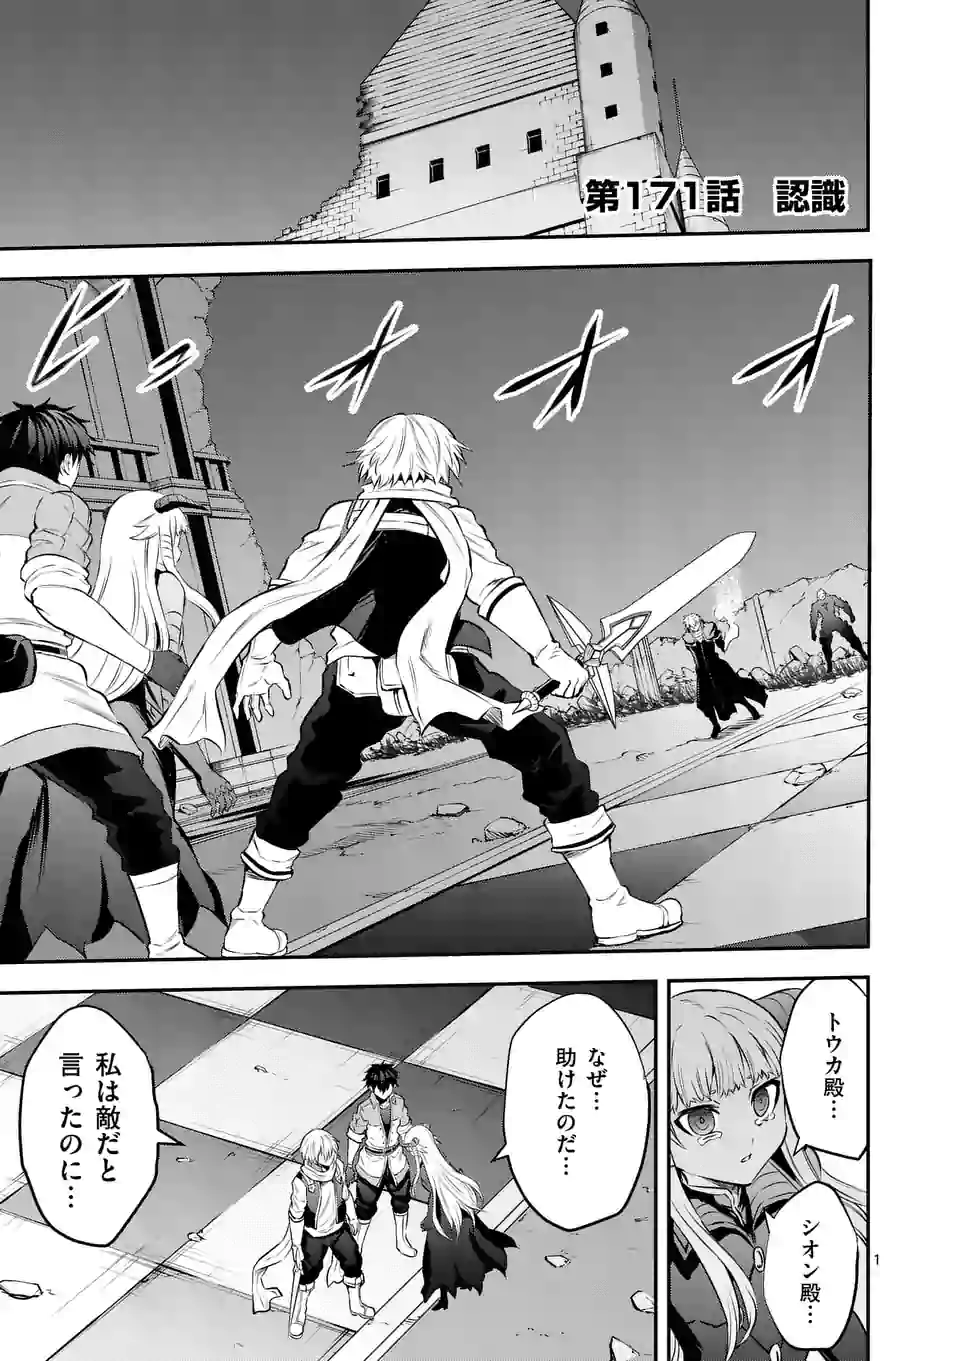 第171話　認識
オオオビ
トウカ殿…
シオン殿…
なぜ…
助けたのだ…
私は敵だと
言ったのに…
1